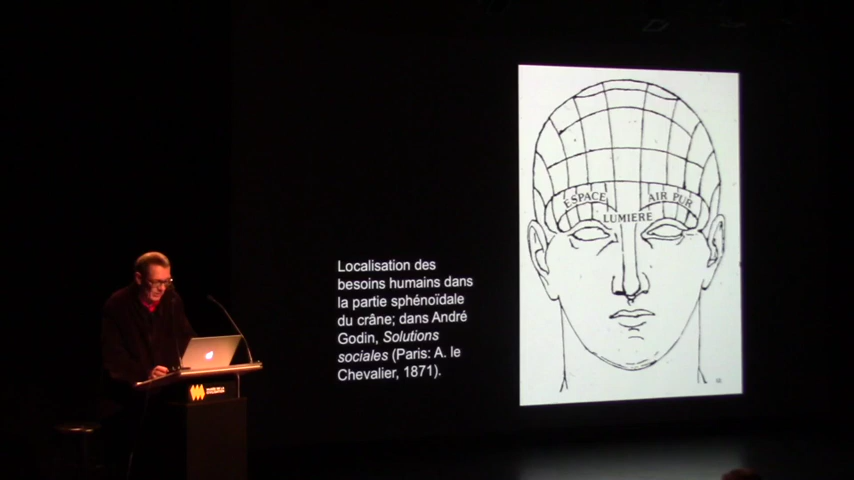 ESPACE
AIR PUR
LUMIERE
Localisation des
besoins humains dans
la partie sphénoïdale
du crâne; dans André
Godin, Solutions
sociales (Paris: A. le
Chevalier, 1871).